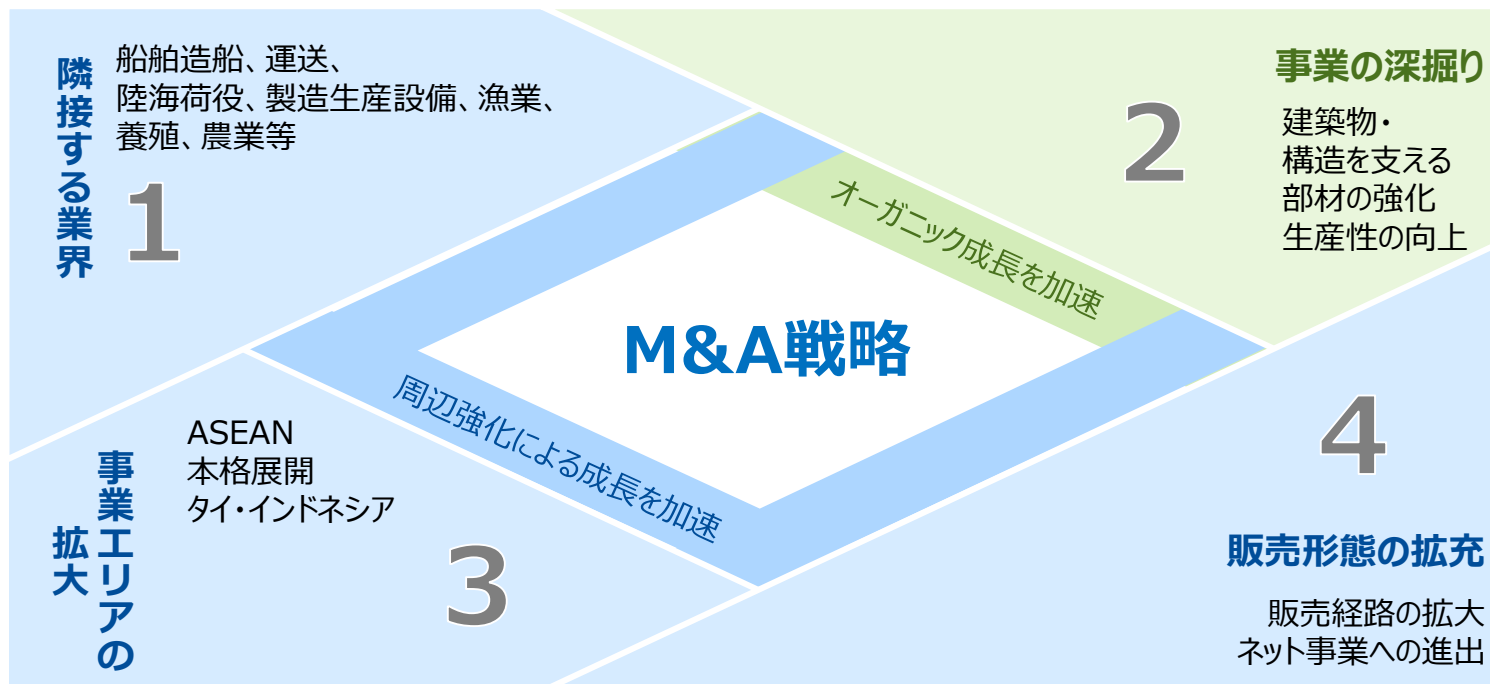 隣接する業界
船舶造船、運送、
陸海荷役、製造生産設備、漁業、
養殖、農業等
1
事業の深掘り
2
建築物・
構造を支える
部材の強化
生産性の向上
オーガニック成長を加速
M&A戦略
周辺強化による成長を加速
事業エリアの
拡大
ASEAN
本格展開
タイ・インドネシア
3
4
販売形態の拡充
販売経路の拡大
ネット事業への進出